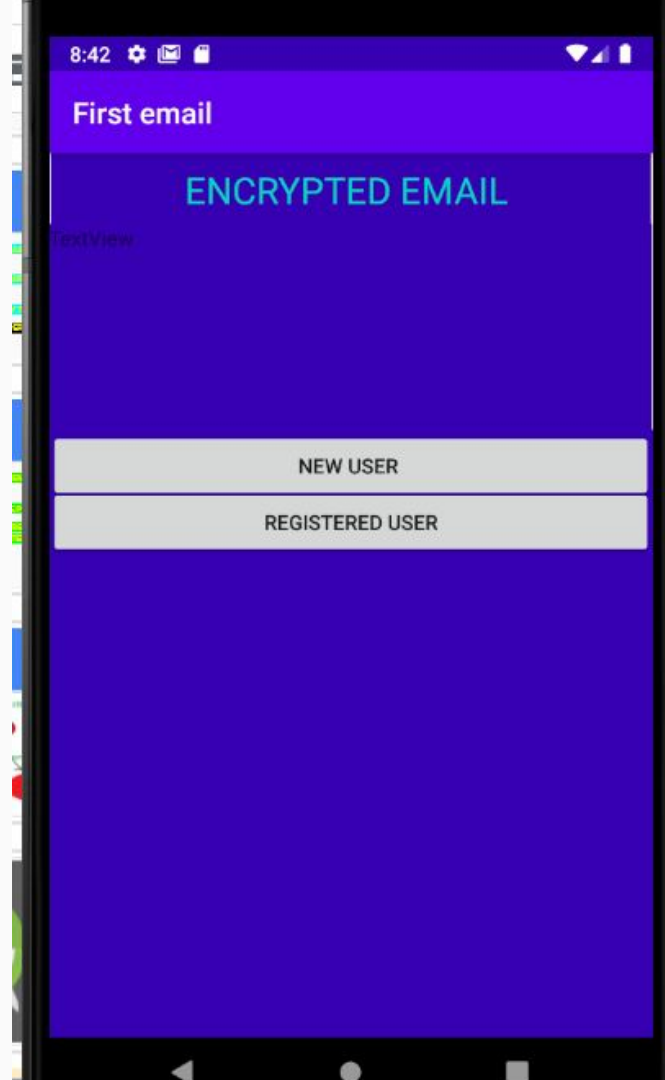 8:42
First email
ENCRYPTED EMAIL
TextView
NEW USER
REGISTERED USER